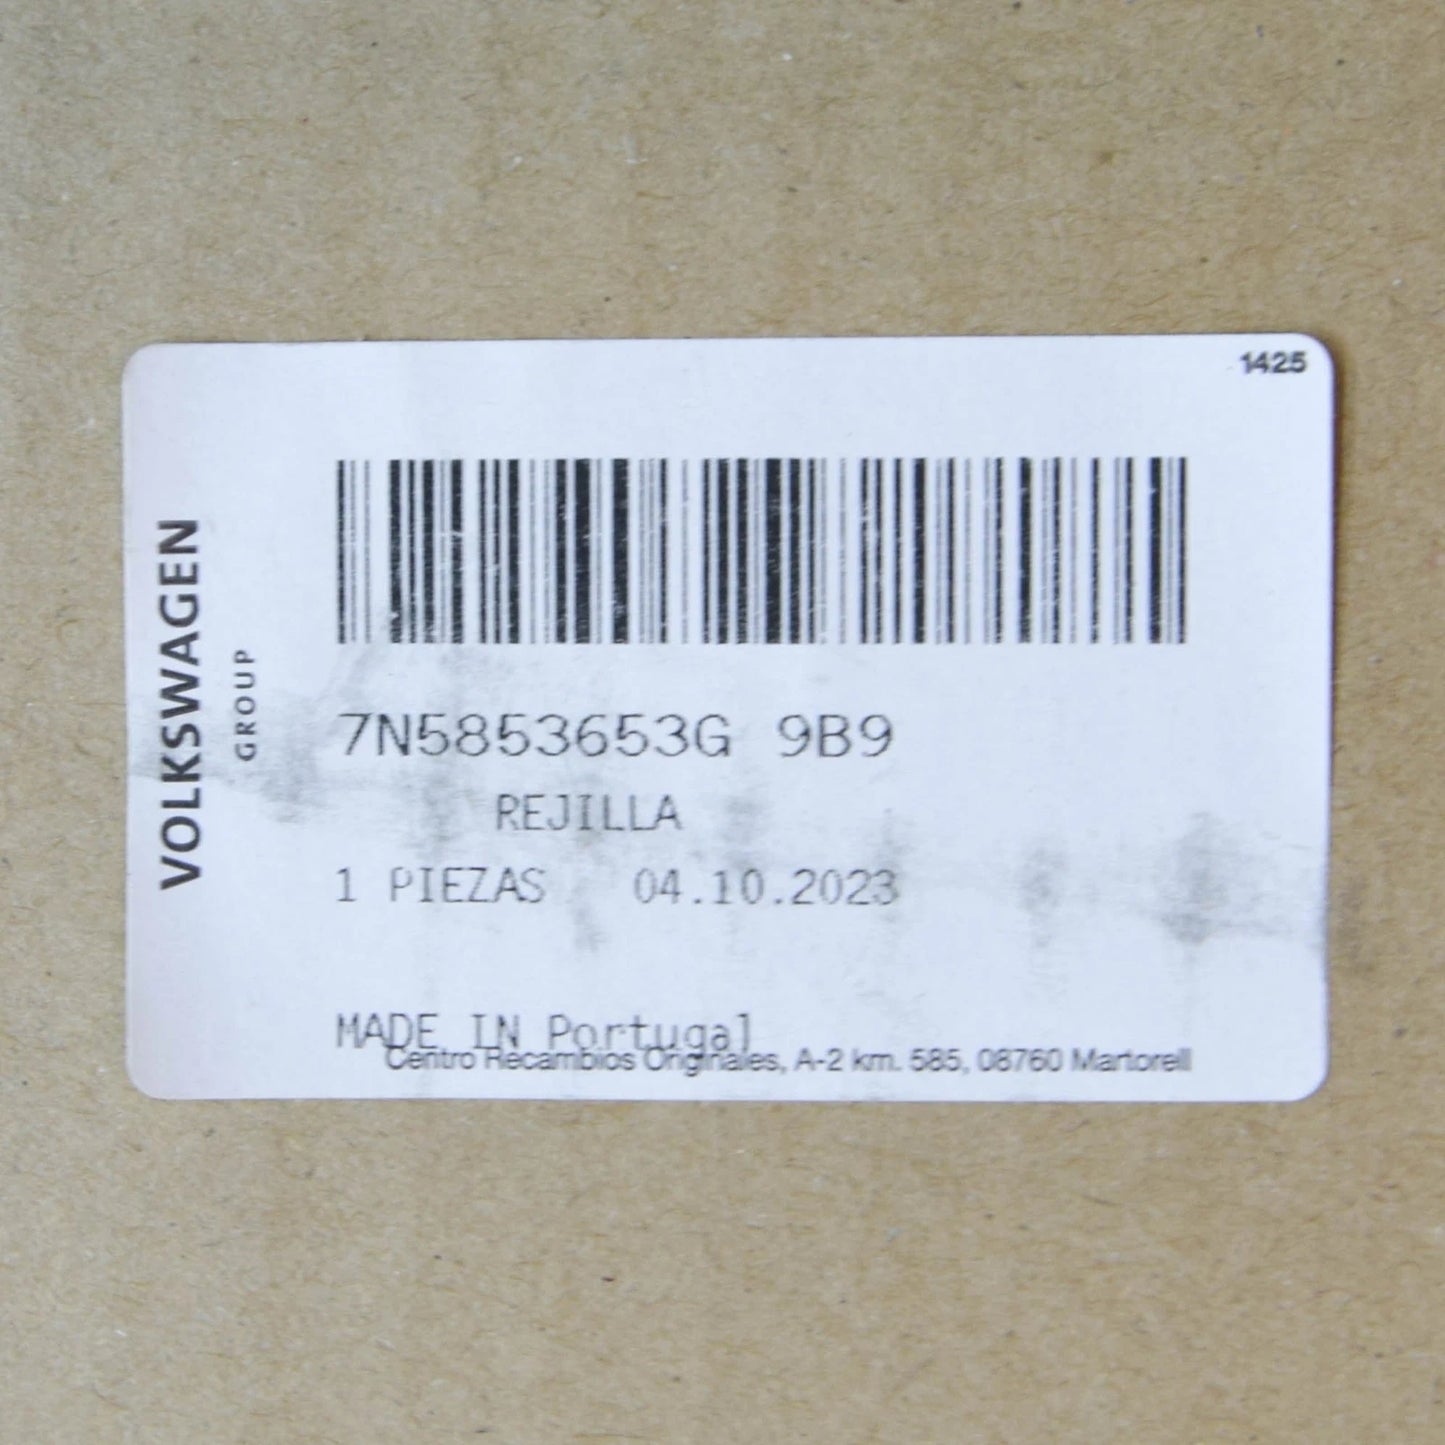 1425
VOLKSWAGEN
GROUP
7N5853653G 9B9
REJILLA
1 PIEZAS 04.10.2023
MADE IN Portugal
Centro Recambios Originales, A-2 km. 585, 08760 Martorell